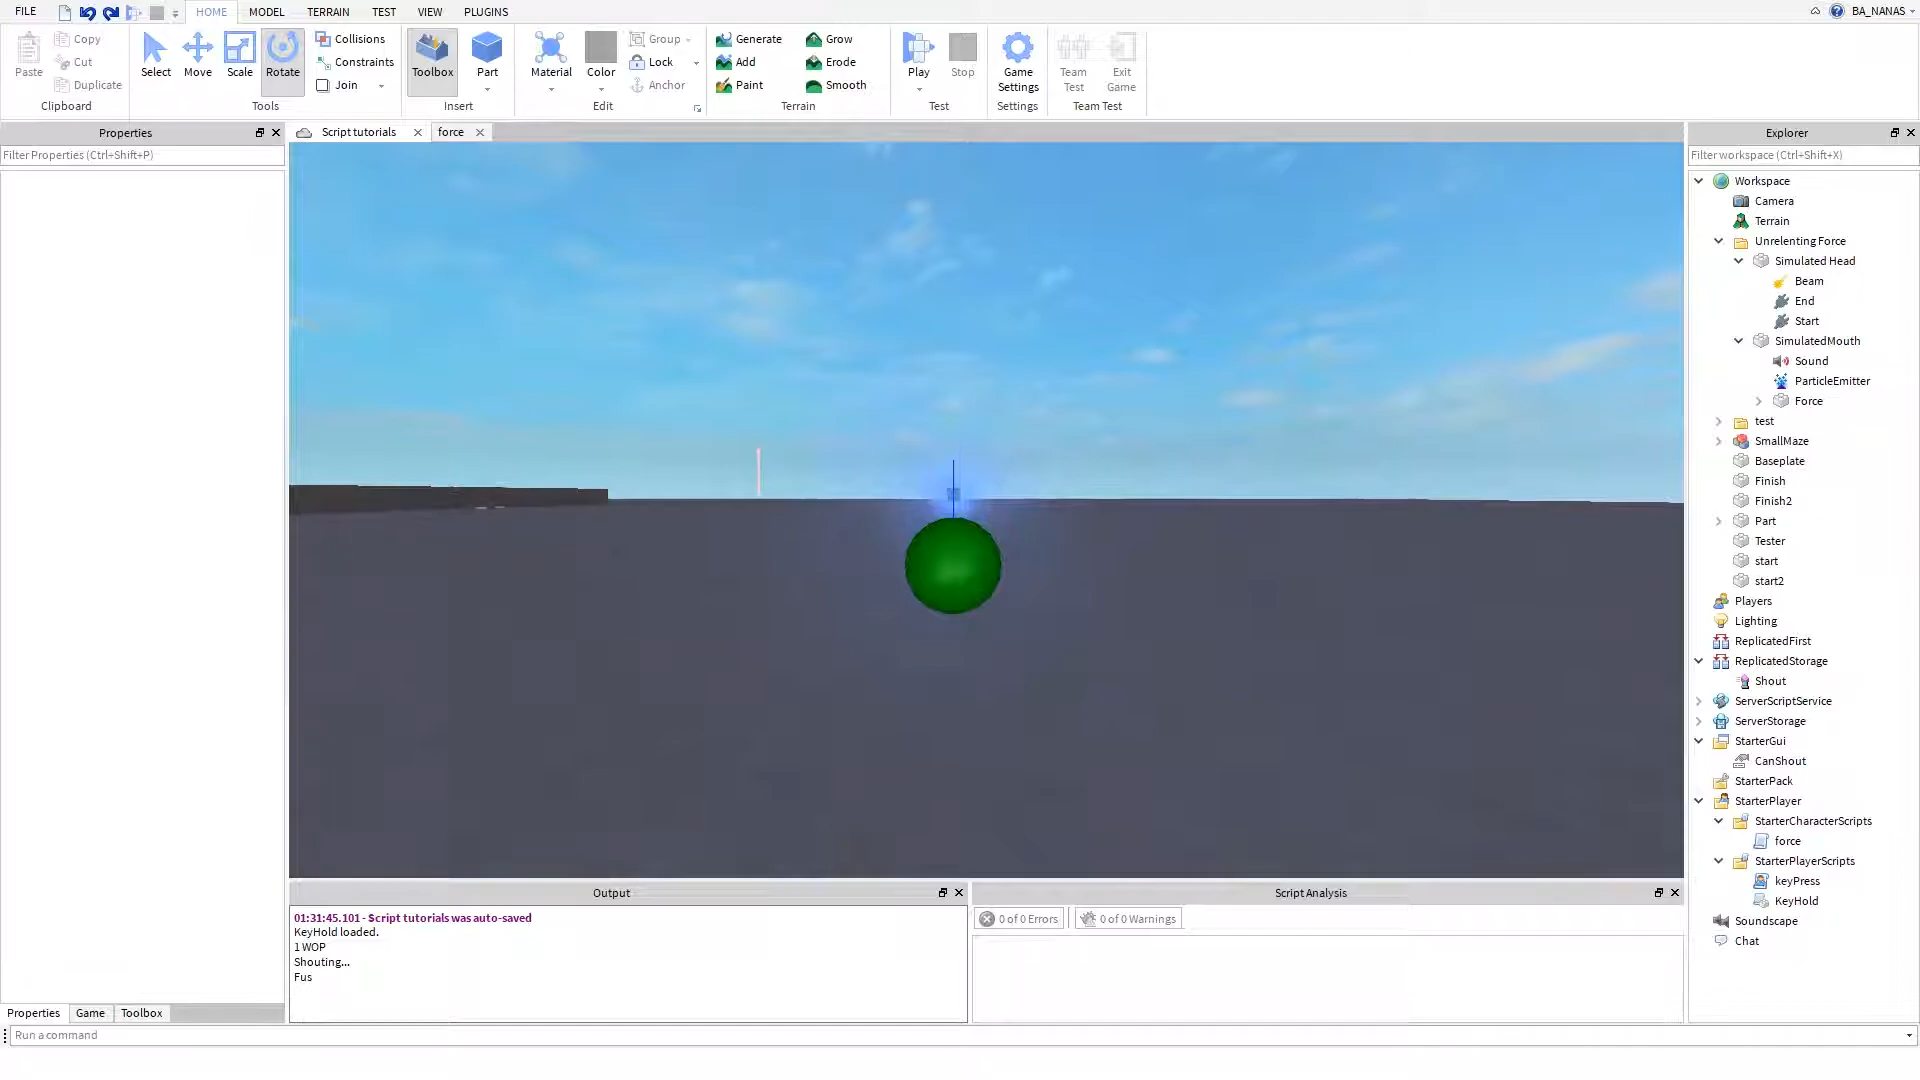 FILE
HOME
MODEL
TERRAIN
TEST
VIEW
PLUGINS
BA_NANAS
Paste
Copy
Cut
Duplicate
Clipboard
Select
Move
Scale
Rotate
Collisions
Constraints
Join
Tools
Toolbox
Part
Insert
Material
Color
Group
Lock
Anchor
Edit
Generate
Add
Paint
Grow
Erode
Smooth
Terrain
Play
Stop
Test
Game
Settings
Settings
Team
Test
Exit
Game
Team Test
Properties
Filter Properties (Ctrl+Shift+P)
Script tutorials
force
Explorer
Filter workspace (Ctrl+Shift+X)
Workspace
Camera
Terrain
Unrelenting Force
Simulated Head
Beam
End
Start
SimulatedMouth
Sound
ParticleEmitter
Force
test
SmallMaze
Baseplate
Finish
Finish2
Part
Tester
start
start2
Players
Lighting
ReplicatedFirst
ReplicatedStorage
Shout
ServerScriptService
ServerStorage
StarterGui
CanShout
StarterPack
StarterPlayer
StarterCharacterScripts
force
StarterPlayerScripts
keyPress
KeyHold
Soundscape
Chat
Output
01:31:45.101 - Script tutorials was auto-saved
KeyHold loaded.
1 WOP
Shouting...
Fus
Script Analysis
0 of 0 Errors
0 of 0 Warnings
Properties
Game
Toolbox
Run a command